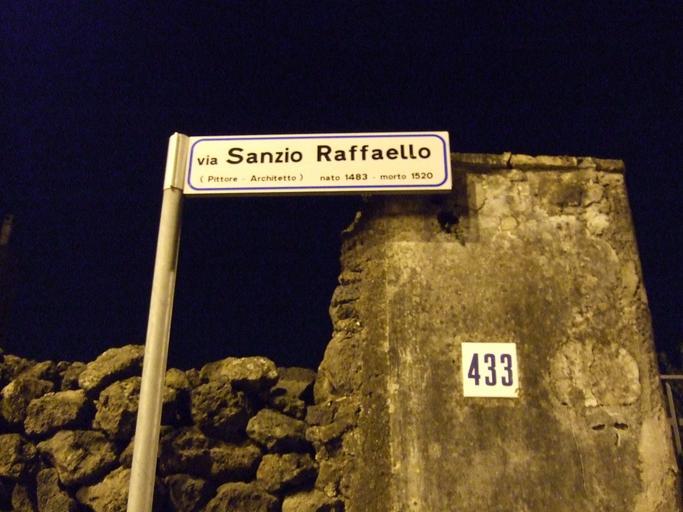 via Sanzio Raffaello
( Pittore - Architetto ) nato 1483 - morto 1520
433